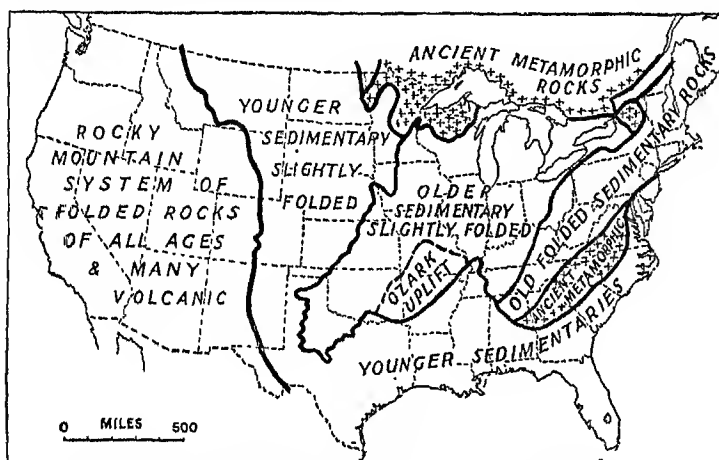 ANCIENT METAMORPHIC
ROCKS
YOUNGER
SEDIMENTARY
SLIGHTLY
FOLDED
ROCKY
MOUNTAIN
SYSTEM OF
FOLDED ROCKS
OF ALL AGES
& MANY
VOLCANIC
OLDER
SEDIMENTARY
SLIGHTLY FOLDED
OZARK
UPLIFT
OLD FOLDED SEDIMENTARY ROCKS
ANCIENT
METAMORPHIC
YOUNGER SEDIMENTARIES
0 MILES 500